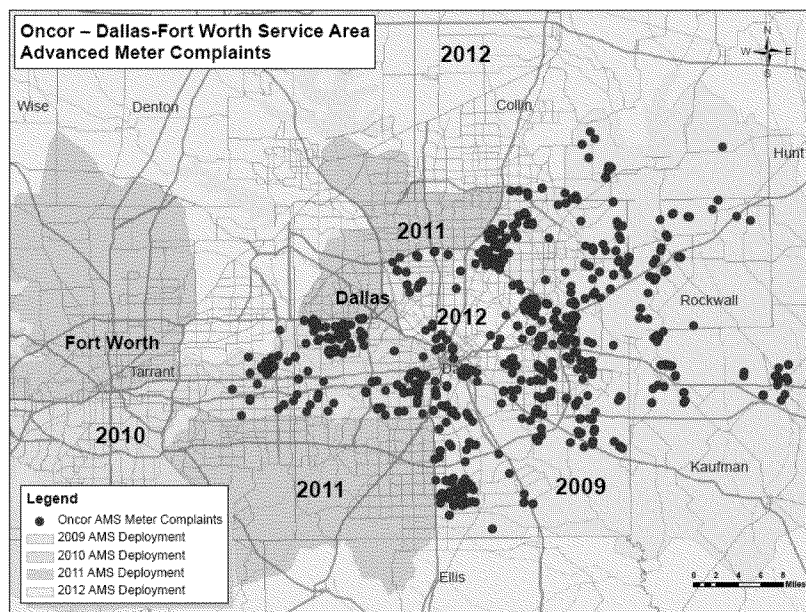 Oncor – Dallas-Fort Worth Service Area
Advanced Meter Complaints
2012
N
W
E
S
Wise
Denton
Collin
Hunt
2011
Dallas
Rockwall
2012
Fort Worth
Tarrant
2010
Kaufman
2011
2009
Legend
Oncor AMS Meter Complaints
2009 AMS Deployment
2010 AMS Deployment
2011 AMS Deployment
2012 AMS Deployment
Ellis
0 1 2 4 6 8
Miles